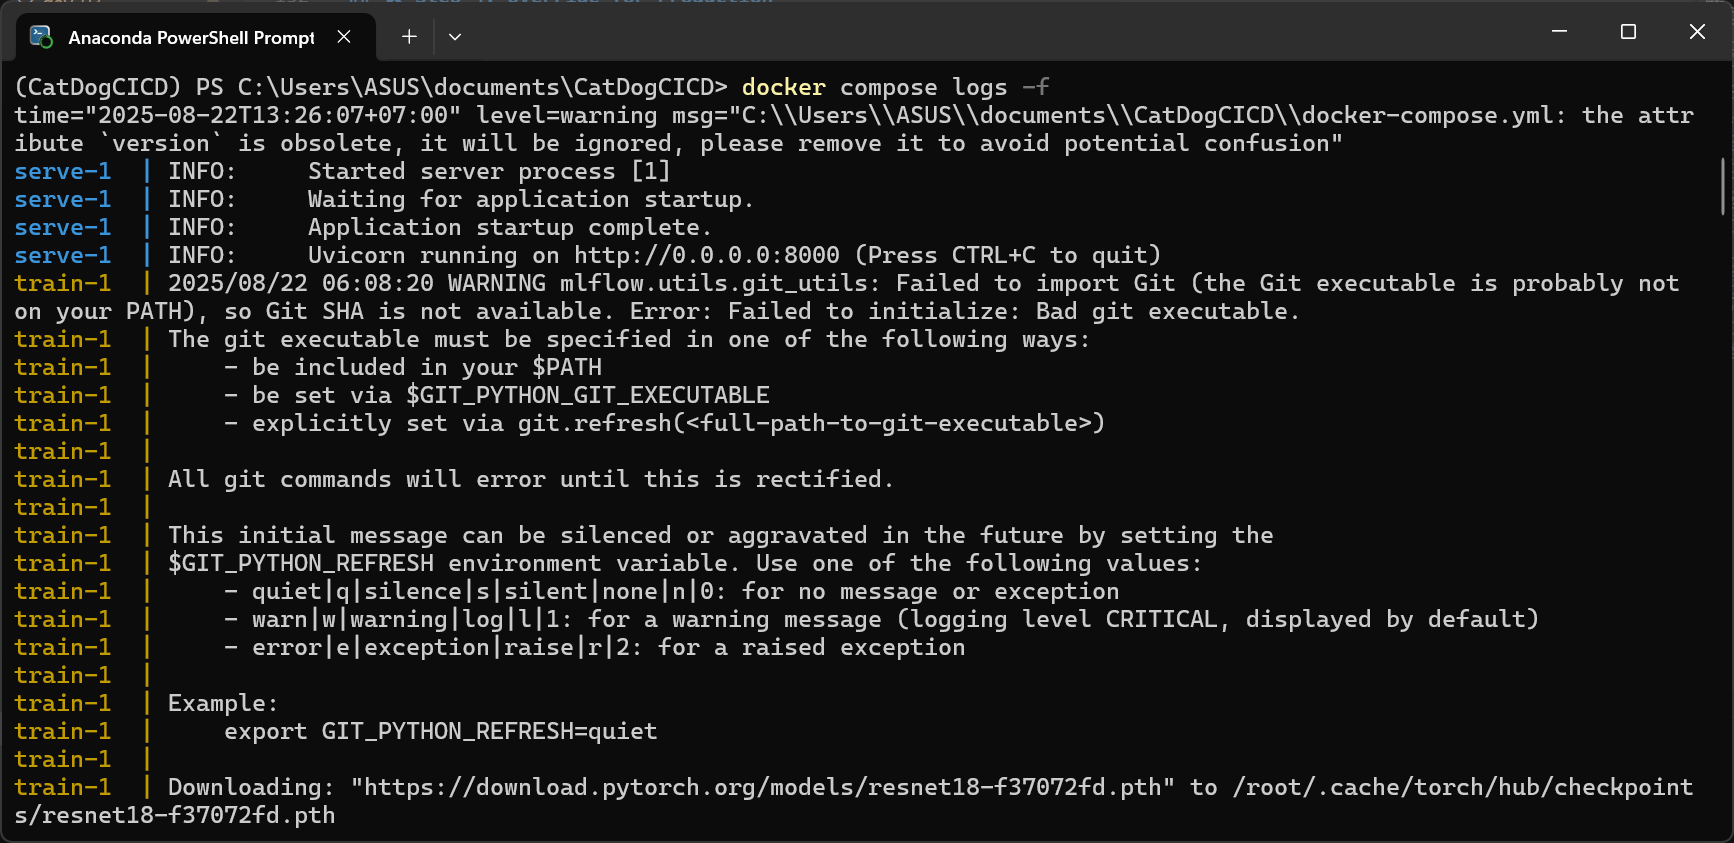 Anaconda PowerShell Prompt
(CatDogCICD) PS C:\Users\ASUS\documents\CatDogCICD> docker compose logs -f
time="2025-08-22T13:26:07+07:00" level=warning msg="C:\\Users\\ASUS\\documents\\CatDogCICD\\docker-compose.yml: the attr
ibute `version` is obsolete, it will be ignored, please remove it to avoid potential confusion"
serve-1  | INFO:     Started server process [1]
serve-1  | INFO:     Waiting for application startup.
serve-1  | INFO:     Application startup complete.
serve-1  | INFO:     Uvicorn running on http://0.0.0.0:8000 (Press CTRL+C to quit)
train-1  | 2025/08/22 06:08:20 WARNING mlflow.utils.git_utils: Failed to import Git (the Git executable is probably not
on your PATH), so Git SHA is not available. Error: Failed to initialize: Bad git executable.
train-1  | The git executable must be specified in one of the following ways:
train-1  |     - be included in your $PATH
train-1  |     - be set via $GIT_PYTHON_GIT_EXECUTABLE
train-1  |     - explicitly set via git.refresh(<full-path-to-git-executable>)
train-1  |
train-1  | All git commands will error until this is rectified.
train-1  |
train-1  | This initial message can be silenced or aggravated in the future by setting the
train-1  | $GIT_PYTHON_REFRESH environment variable. Use one of the following values:
train-1  |     - quiet|q|silence|s|silent|none|n|0: for no message or exception
train-1  |     - warn|w|warning|log|l|1: for a warning message (logging level CRITICAL, displayed by default)
train-1  |     - error|e|exception|raise|r|2: for a raised exception
train-1  |
train-1  | Example:
train-1  |     export GIT_PYTHON_REFRESH=quiet
train-1  |
train-1  | Downloading: "https://download.pytorch.org/models/resnet18-f37072fd.pth" to /root/.cache/torch/hub/checkpoint
s/resnet18-f37072fd.pth